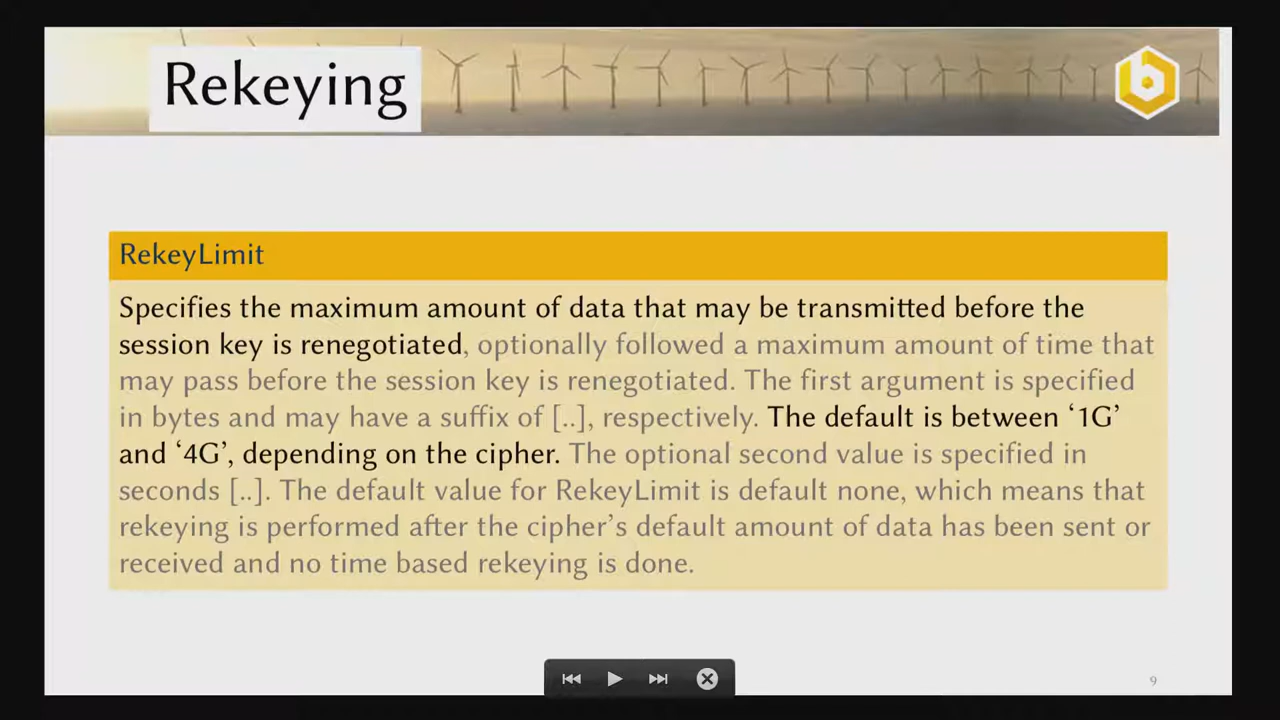 Rekeying
RekeyLimit
Specifies the maximum amount of data that may be transmitted before the
session key is renegotiated, optionally followed a maximum amount of time that
may pass before the session key is renegotiated. The first argument is specified
in bytes and may have a suffix of [..], respectively. The default is between ‘1G’
and ‘4G’, depending on the cipher. The optional second value is specified in
seconds [..]. The default value for RekeyLimit is default none, which means that
rekeying is performed after the cipher’s default amount of data has been sent or
received and no time based rekeying is done.
9